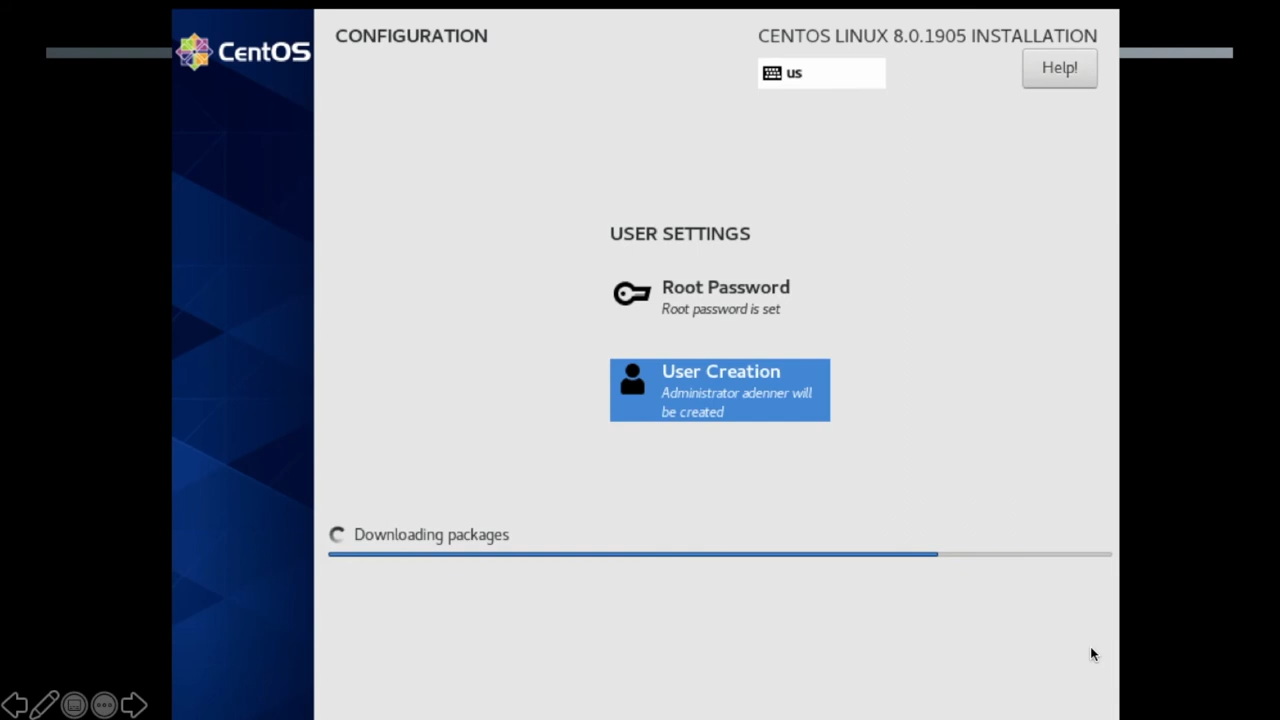 CentOS
CONFIGURATION
CENTOS LINUX 8.0.1905 INSTALLATION
us
Help!
USER SETTINGS
Root Password
Root password is set
User Creation
Administrator adenner will
be created
Downloading packages